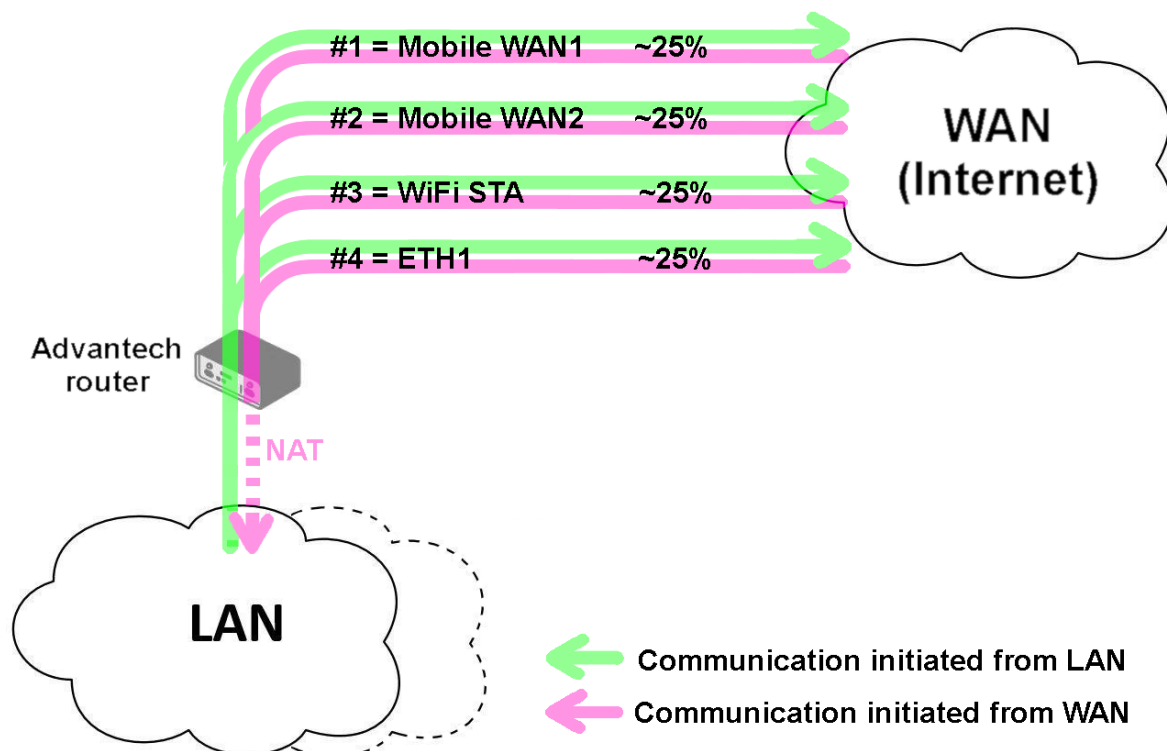 #1 = Mobile WAN1 ~25%
#2 = Mobile WAN2 ~25%
#3 = WiFi STA ~25%
#4 = ETH1 ~25%
WAN
(Internet)
Advantech
router
NAT
LAN
Communication initiated from LAN
Communication initiated from WAN